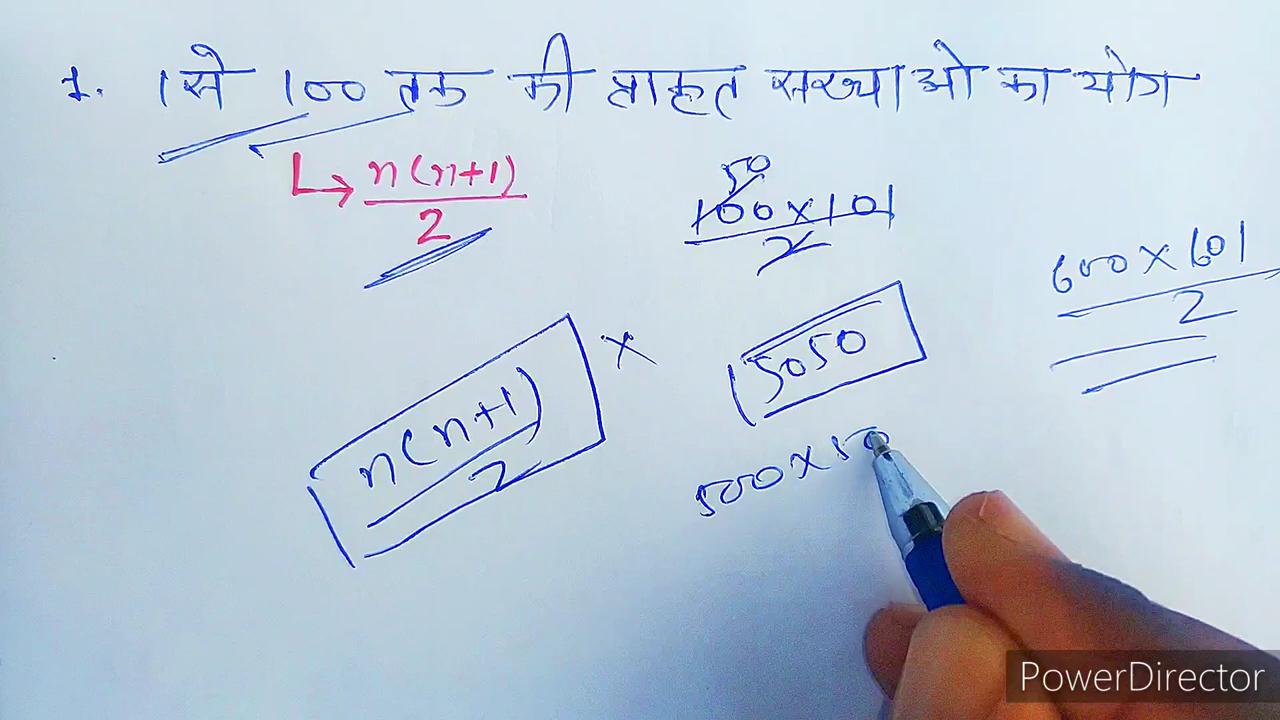 1. 1 से 100 तक की प्राकृत सख्याओ का योग
n(n+1)
2
50
100 × 101
2
600 × 601
2
5050
n(n+1)
2
×
500 × 50
PowerDirector